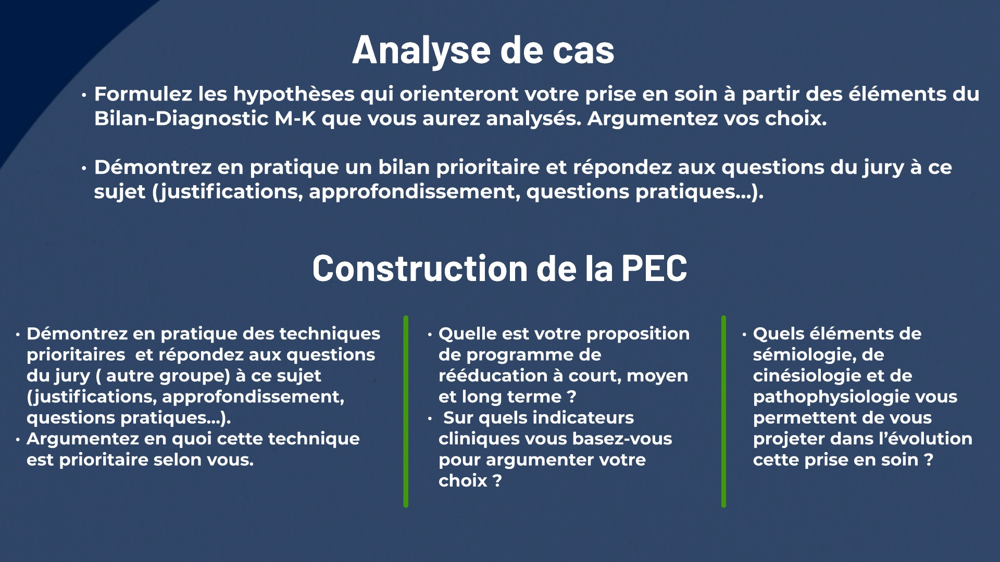 Analyse de cas
• Formulez les hypothèses qui orienteront votre prise en soin à partir des éléments du
Bilan-Diagnostic M-K que vous aurez analysés. Argumentez vos choix.
• Démontrez en pratique un bilan prioritaire et répondez aux questions du jury à ce
sujet (justifications, approfondissement, questions pratiques...).
Construction de la PEC
• Démontrez en pratique des techniques
prioritaires  et répondez aux questions
du jury ( autre groupe) à ce sujet
(justifications, approfondissement,
questions pratiques...).
• Argumentez en quoi cette technique
est prioritaire selon vous.
• Quelle est votre proposition
de programme de
rééducation à court, moyen
et long terme ?
•  Sur quels indicateurs
cliniques vous basez-vous
pour argumenter votre
choix ?
• Quels éléments de
sémiologie, de
cinésiologie et de
pathophysiologie vous
permettent de vous
projeter dans l’évolution
cette prise en soin ?